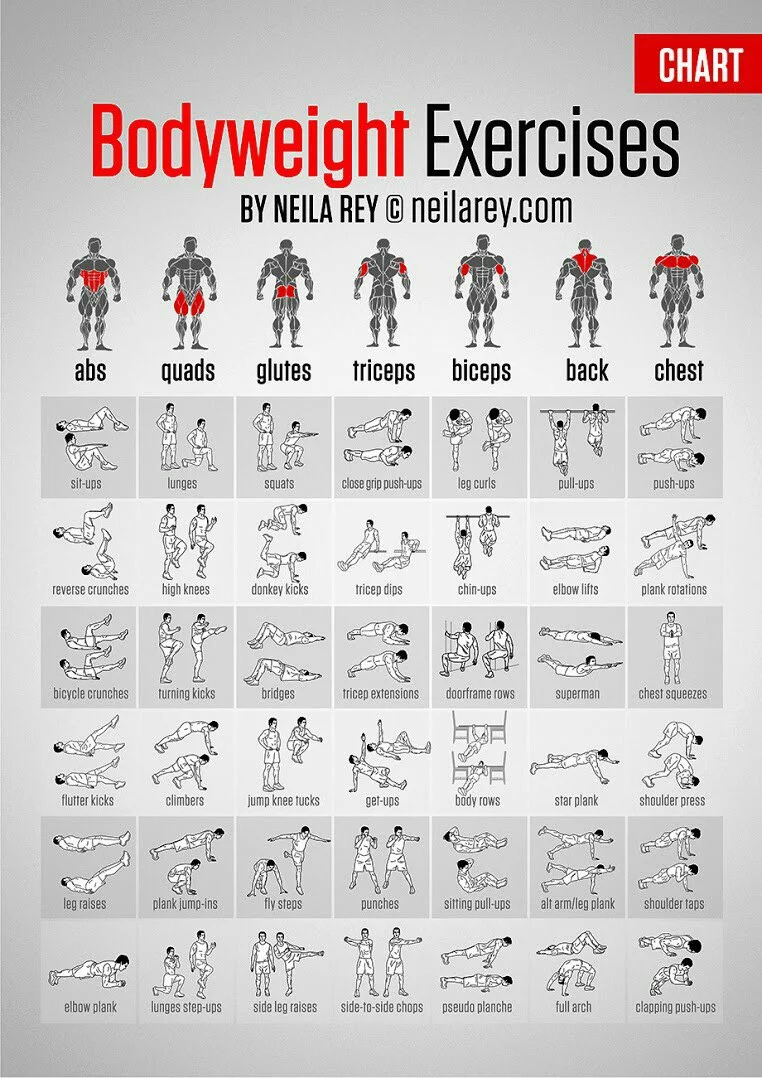 CHART
Bodyweight Exercises
BY NEILA REY © neilarey.com
abs quads glutes triceps biceps back chest
sit-ups lunges squats close grip push-ups leg curls pull-ups push-ups
reverse crunches high knees donkey kicks tricep dips chin-ups elbow lifts plank rotations
bicycle crunches turning kicks bridges tricep extensions doorframe rows superman chest squeezes
flutter kicks climbers jump knee tucks get-ups body rows star plank shoulder press
leg raises plank jump-ins fly steps punches sitting pull-ups alt arm/leg plank shoulder taps
elbow plank lunges step-ups side leg raises side-to-side chops pseudo planche full arch clapping push-ups